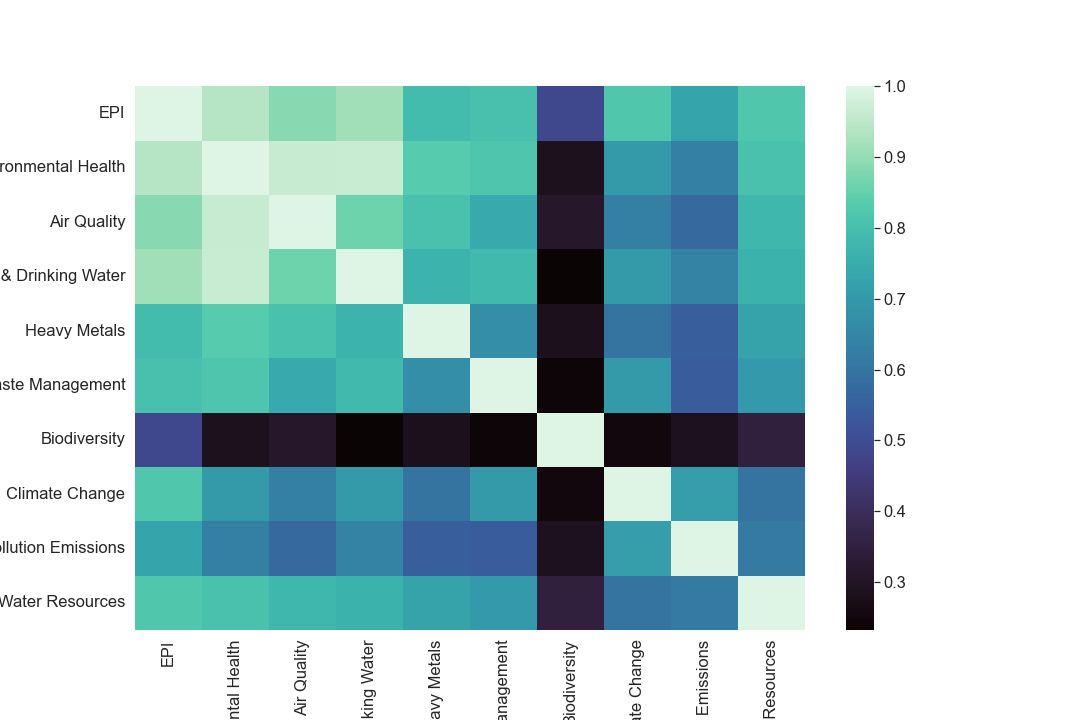 EPI
ronmental Health
Air Quality
& Drinking Water
Heavy Metals
aste Management
Biodiversity
Climate Change
ollution Emissions
Water Resources
1.0
0.9
0.8
0.7
0.6
0.5
0.4
0.3
EPI
ntal Health
Air Quality
king Water
avy Metals
anagement
Biodiversity
ate Change
Emissions
Resources